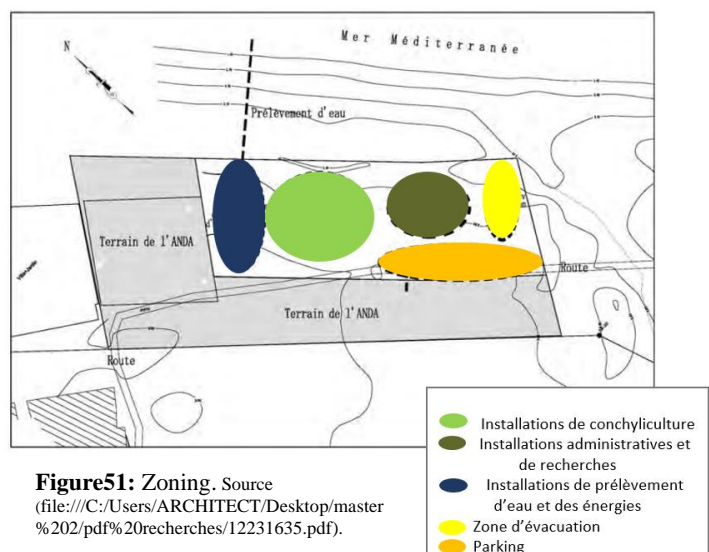 N
Mer Méditerranée
Prélèvement d'eau
Terrain de l'ANDA
Route
Terrain de l'ANDA
Route
Installations de conchyliculture
Installations administratives et
de recherches
Installations de prélèvement
d'eau et des énergies
Zone d'évacuation
Parking
Figure51: Zoning. Source
(file:///C:/Users/ARCHITECT/Desktop/master
%202/pdf%20recherches/12231635.pdf).